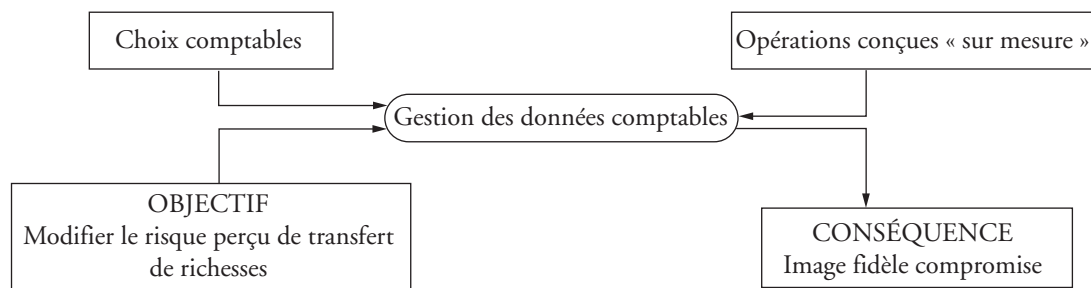 Choix comptables
Opérations conçues « sur mesure »
Gestion des données comptables
OBJECTIF
Modifier le risque perçu de transfert
de richesses
CONSÉQUENCE
Image fidèle compromise